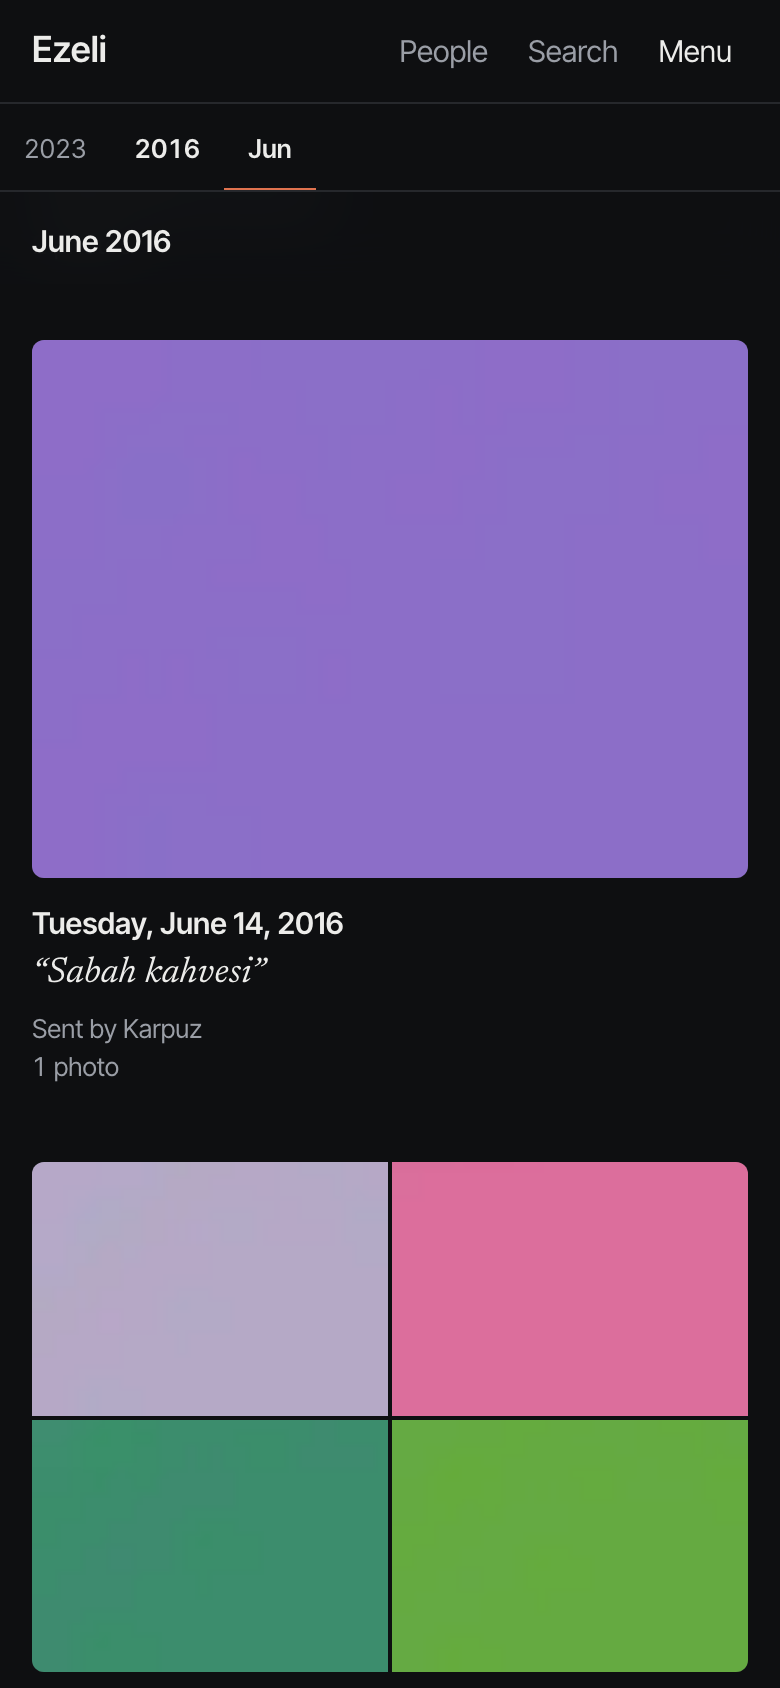 Ezeli
People Search Menu
2023 2016 Jun
June 2016
Tuesday, June 14, 2016
“Sabah kahvesi”
Sent by Karpuz
1 photo